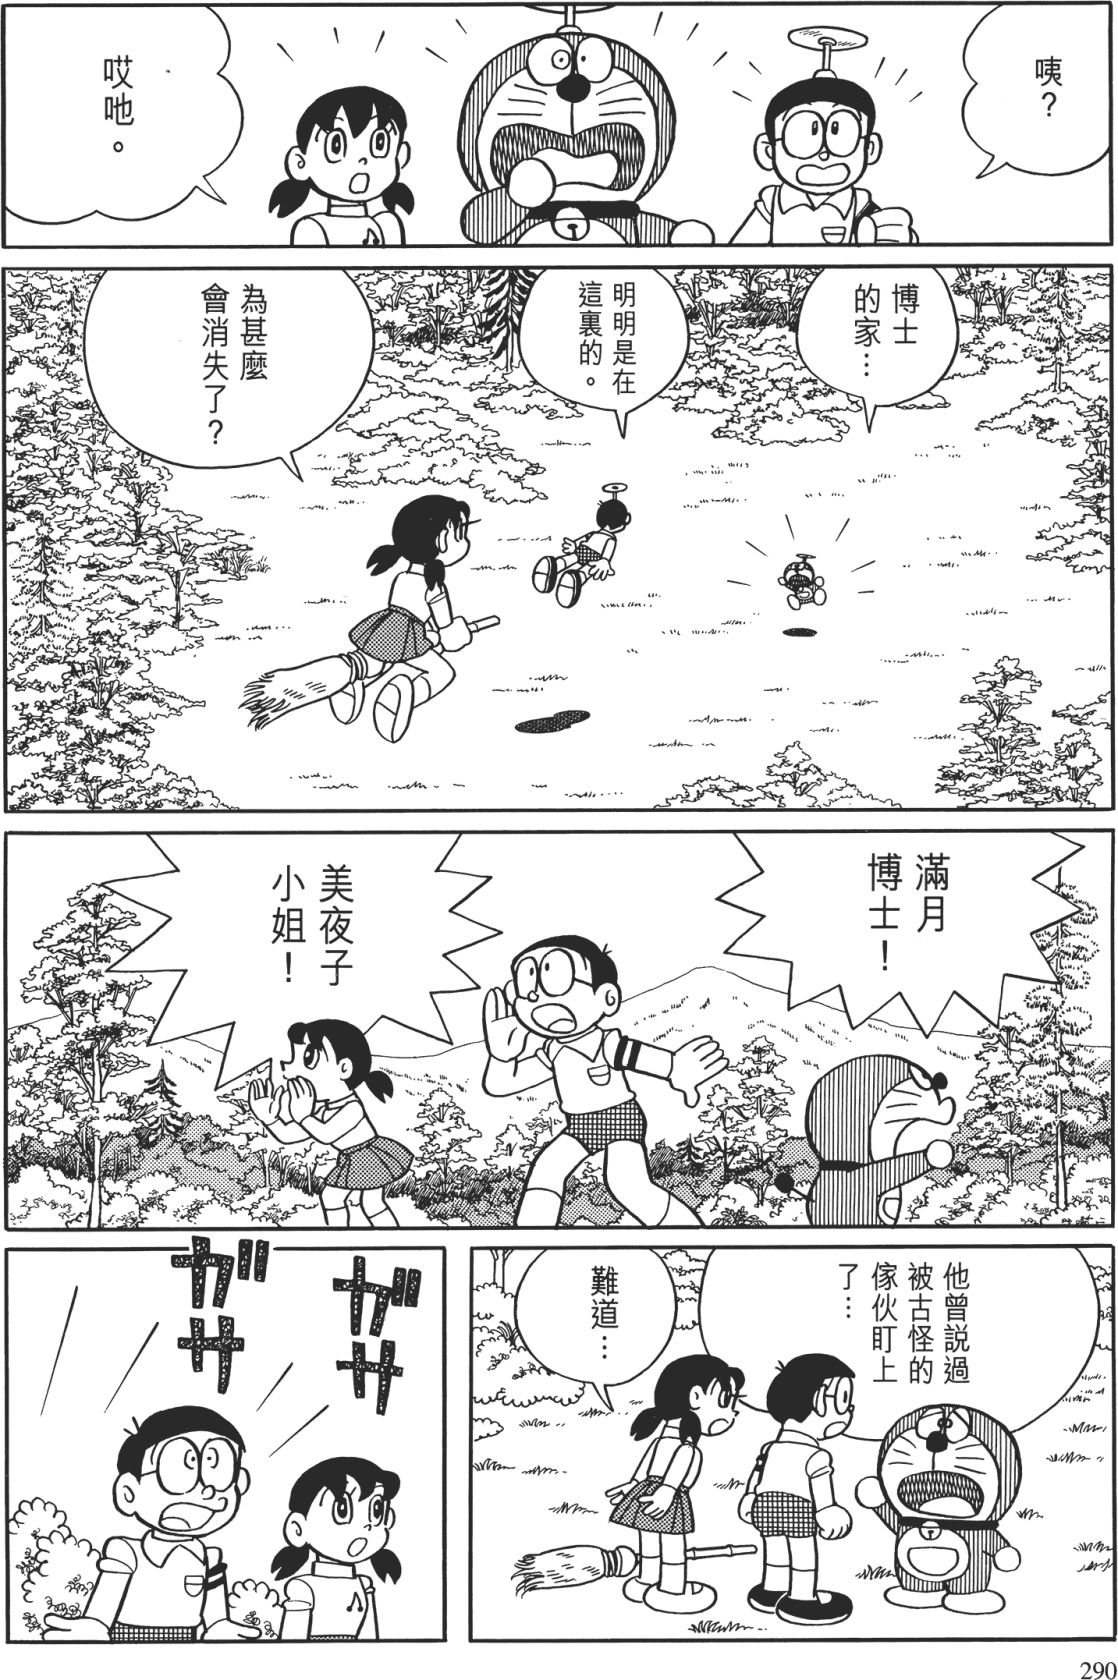 咦？
哎吔。
博士
的家…
明明是在
這裏的。
為甚麼
會消失了？
滿月
博士！
美夜子
小姐！
他曾説過
被古怪的
傢伙盯上
了…
難道…
ガサ
ガサ
290